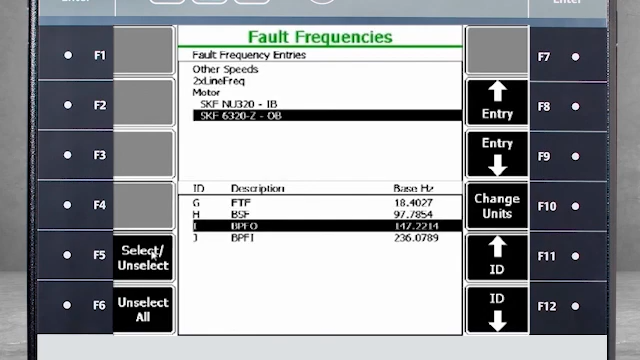 Enter
Enter
Fault Frequencies
Fault Frequency Entries
Other Speeds
2xLineFreq
Motor
SKF NU320 - IB
SKF 6320-Z - OB
ID Description Base Hz
G FTF 18.4027
H BSF 97.7854
I BPFO 147.2214
J BPFI 236.0789
F1
F2
F3
F4
F5
F6
Select/
Unselect
Unselect
All
Entry
Entry
Change
Units
ID
ID
F7
F8
F9
F10
F11
F12